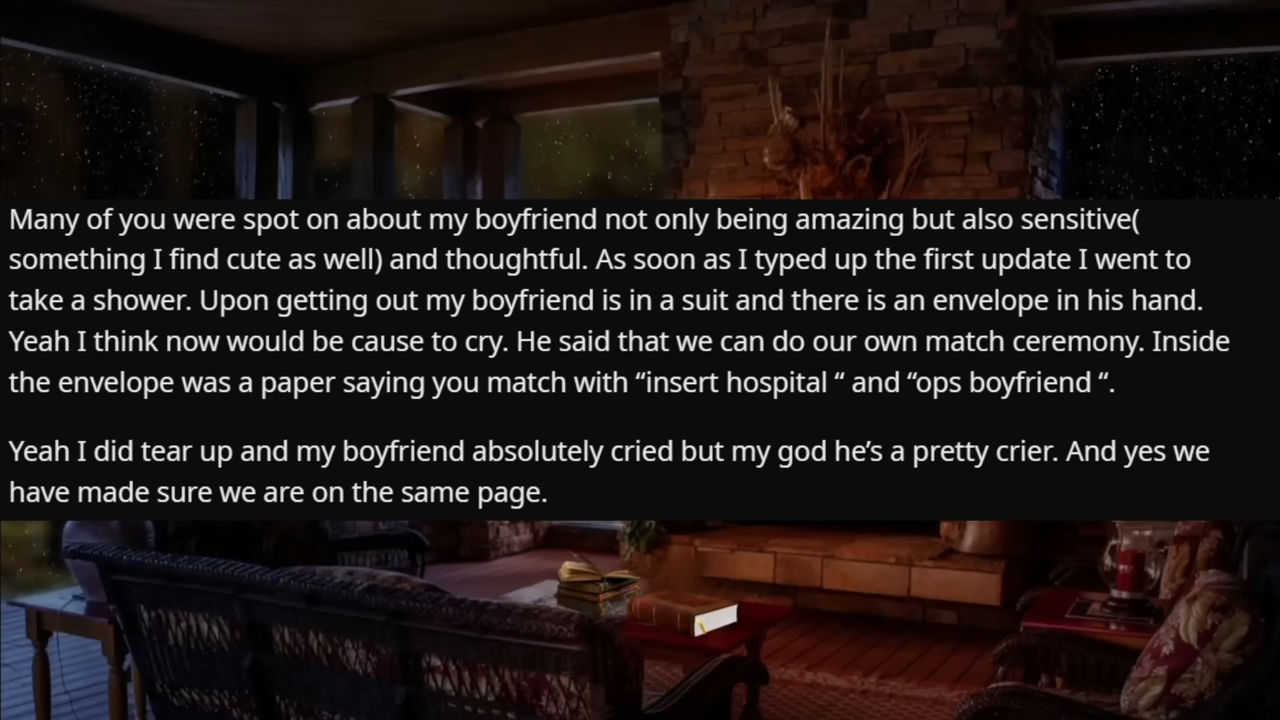 Many of you were spot on about my boyfriend not only being amazing but also sensitive(
something I find cute as well) and thoughtful. As soon as I typed up the first update I went to
take a shower. Upon getting out my boyfriend is in a suit and there is an envelope in his hand.
Yeah I think now would be cause to cry. He said that we can do our own match ceremony. Inside
the envelope was a paper saying you match with “insert hospital “ and “ops boyfriend “.
Yeah I did tear up and my boyfriend absolutely cried but my god he’s a pretty crier. And yes we
have made sure we are on the same page.